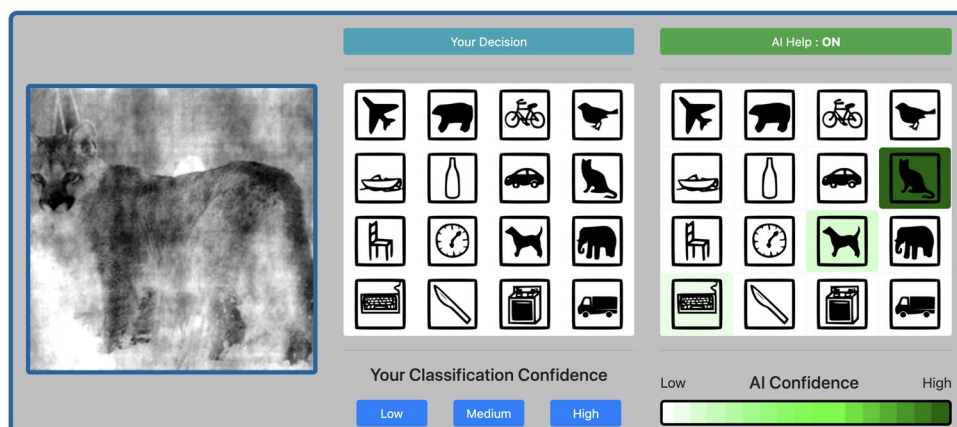 Your Decision
AI Help : ON
Your Classification Confidence
Low
Medium
High
Low
AI Confidence
High